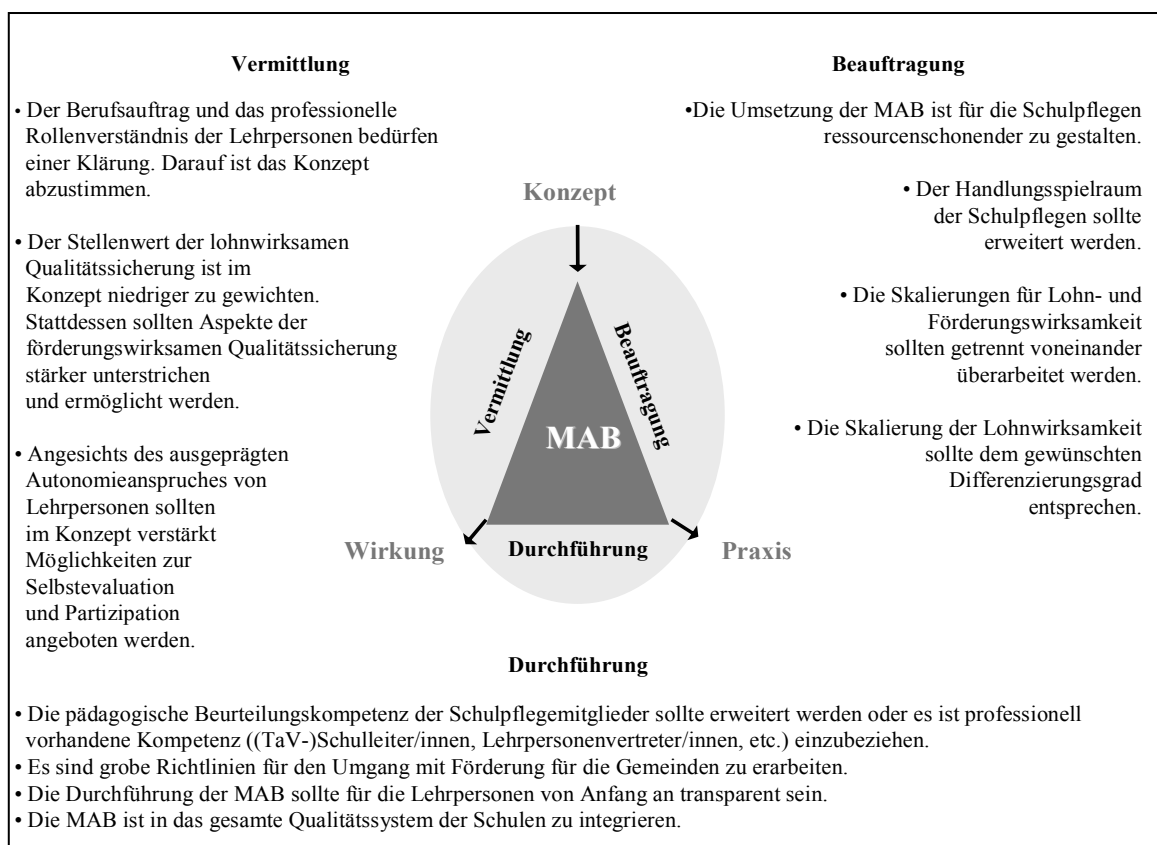 Vermittlung
• Der Berufsauftrag und das professionelle
Rollenverständnis der Lehrpersonen bedürfen
einer Klärung. Darauf ist das Konzept
abzustimmen.
• Der Stellenwert der lohnwirksamen
Qualitätssicherung ist im
Konzept niedriger zu gewichten.
Stattdessen sollten Aspekte der
förderungswirksamen Qualitätssicherung
stärker unterstrichen
und ermöglicht werden.
• Angesichts des ausgeprägten
Autonomieanspruches von
Lehrpersonen sollten
im Konzept verstärkt
Möglichkeiten zur
Selbstevaluation
und Partizipation
angeboten werden.
Beauftragung
•Die Umsetzung der MAB ist für die Schulpflegen
ressourcenschonender zu gestalten.
• Der Handlungsspielraum
der Schulpflegen sollte
erweitert werden.
• Die Skalierungen für Lohn- und
Förderungswirksamkeit
sollten getrennt voneinander
überarbeitet werden.
• Die Skalierung der Lohnwirksamkeit
sollte dem gewünschten
Differenzierungsgrad
entsprechen.
Konzept
Vermittlung
Beauftragung
MAB
Wirkung
Durchführung
Praxis
Durchführung
• Die pädagogische Beurteilungskompetenz der Schulpflegemitglieder sollte erweitert werden oder es ist professionell
vorhandene Kompetenz ((TaV-)Schulleiter/innen, Lehrpersonenvertreter/innen, etc.) einzubeziehen.
• Es sind grobe Richtlinien für den Umgang mit Förderung für die Gemeinden zu erarbeiten.
• Die Durchführung der MAB sollte für die Lehrpersonen von Anfang an transparent sein.
• Die MAB ist in das gesamte Qualitätssystem der Schulen zu integrieren.